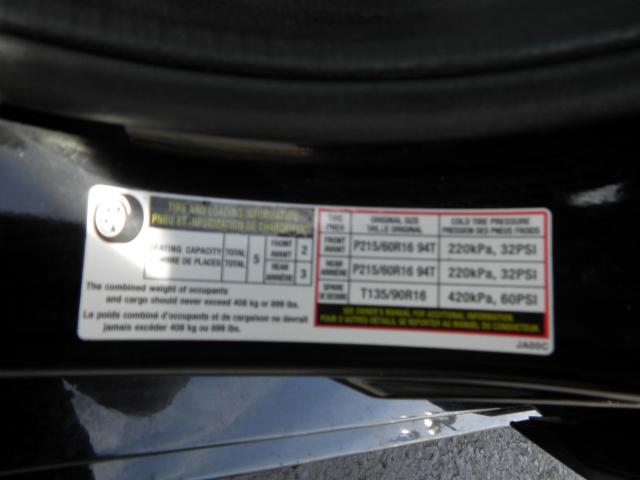 TIRE AND LOADING INFORMATION
PNEU ET INFORMATION DE CHARGEMENT
SEATING CAPACITY TOTAL 5 FRONT AVANT 2
NOMBRE DE PLACES TOTAL REAR ARRIÈRE 3
The combined weight of occupants
and cargo should never exceed 408 kg or 899 lbs.
Le poids combiné d'occupants et de cargaison ne devrait
jamais excéder 408 kg ou 899 lbs.
TIRE PNEU ORIGINAL SIZE TAILLE ORIGINAL COLD TIRE PRESSURE PRESSION DES PNEUS FROIDS
FRONT AVANT P215/60R16 94T 220kPa, 32PSI
REAR ARRIÈRE P215/60R16 94T 220kPa, 32PSI
SPARE DE SECOURS T135/90R16 420kPa, 60PSI
SEE OWNER'S MANUAL FOR ADDITIONAL INFORMATION
POUR D'AUTRES DÉTAILS, SE REPORTER AU MANUAL DU CONDUCTEUR.
JA00C